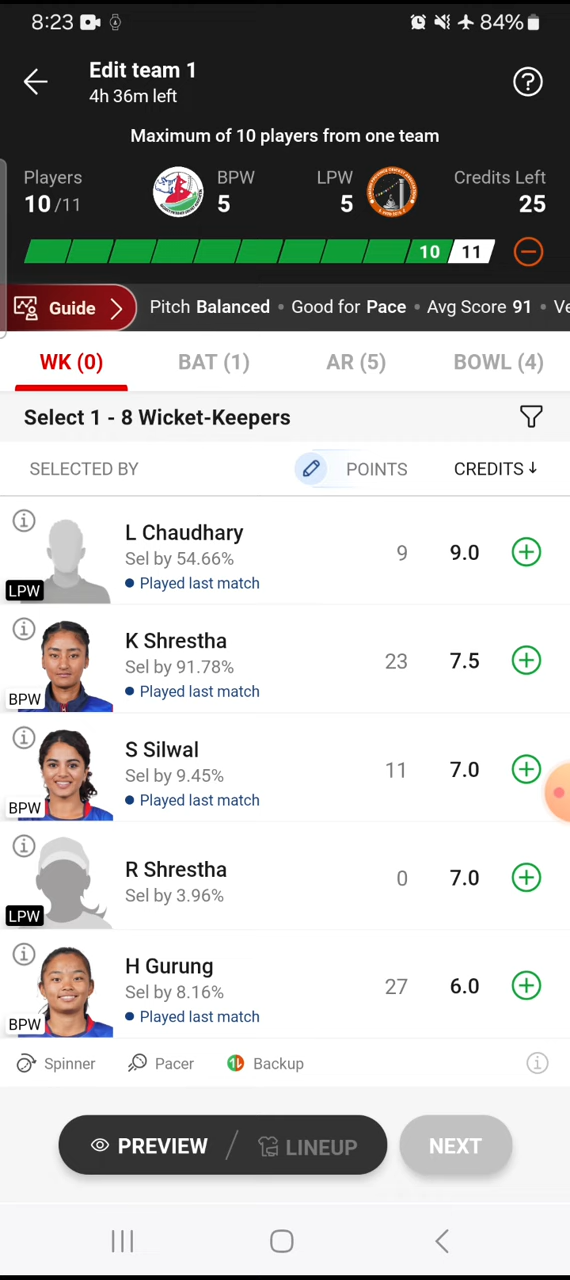 8:23 84%
Edit team 1
4h 36m left
Maximum of 10 players from one team
Players BPW LPW Credits Left
10/11 5 5 25
10 11
Guide Pitch Balanced • Good for Pace • Avg Score 91 • Ve
WK (0) BAT (1) AR (5) BOWL (4)
Select 1 - 8 Wicket-Keepers
SELECTED BY POINTS CREDITS↓
L Chaudhary
Sel by 54.66% 9 9.0
• Played last match
LPW
K Shrestha
Sel by 91.78% 23 7.5
• Played last match
BPW
S Silwal
Sel by 9.45% 11 7.0
• Played last match
BPW
R Shrestha
Sel by 3.96% 0 7.0
LPW
H Gurung
Sel by 8.16% 27 6.0
• Played last match
BPW
Spinner Pacer Backup
PREVIEW / LINEUP NEXT